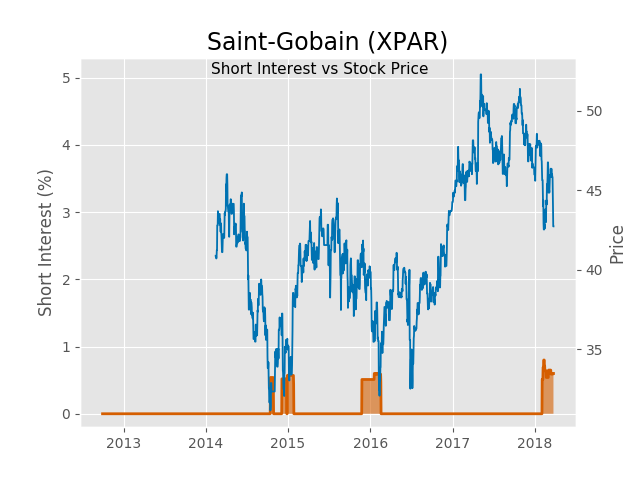 Saint-Gobain (XPAR)
Short Interest vs Stock Price
Short Interest (%)
5
4
3
2
1
0
50
45
40
35
Price
2013 2014 2015 2016 2017 2018